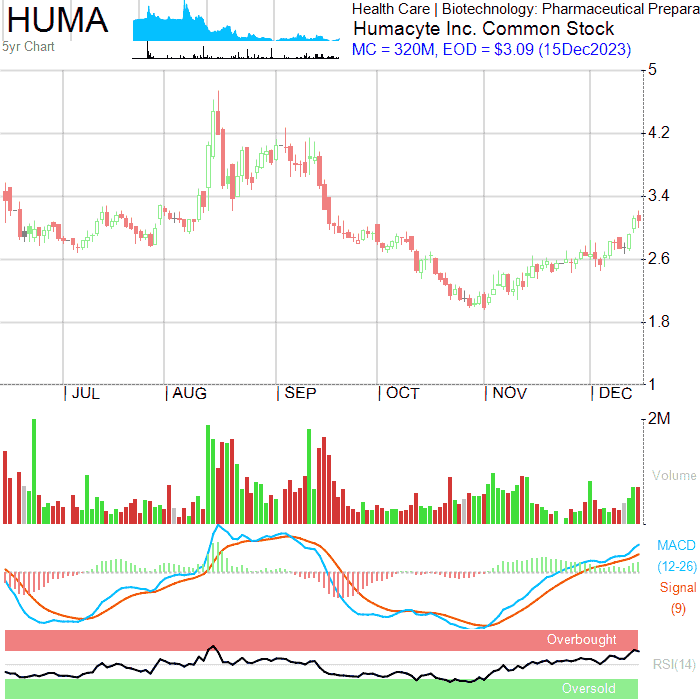 HUMA
5yr Chart
Health Care | Biotechnology: Pharmaceutical Prepara
Humacyte Inc. Common Stock
MC = 320M, EOD = $3.09 (15Dec2023)
5
4.2
3.4
2.6
1.8
1
JUL AUG SEP OCT NOV DEC
2M
Volume
MACD
(12-26)
Signal
(9)
Overbought
RSI(14)
Oversold